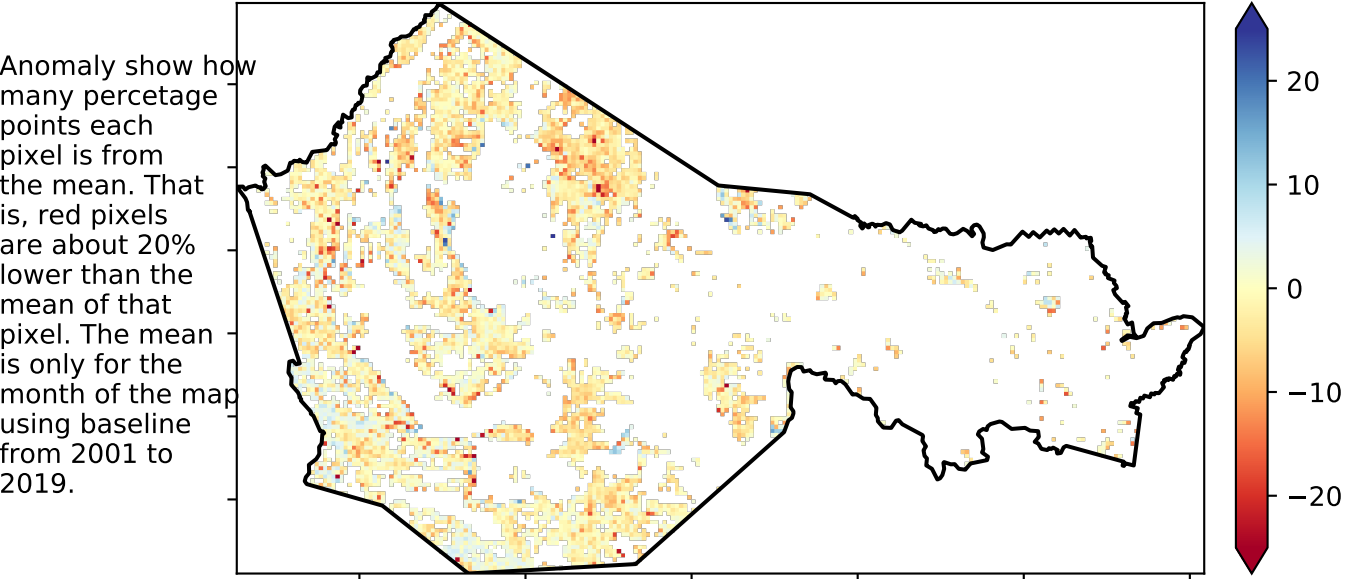 Anomaly show how
many percetage
points each
pixel is from
the mean. That
is, red pixels
are about 20%
lower than the
mean of that
pixel. The mean
is only for the
month of the map
using baseline
from 2001 to
2019.
20
10
0
−10
−20